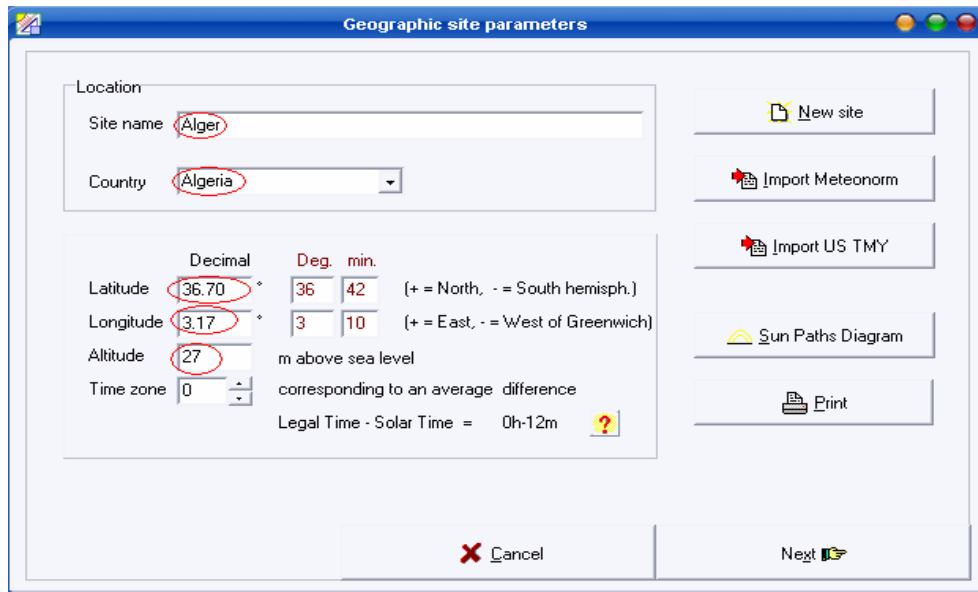 Geographic site parameters
Location
Site name Alger
Country Algeria
New site
Import Meteonorm
Import US TMY
Sun Paths Diagram
Print
Decimal Deg. min.
Latitude 36.70 ° 36 42 (+ = North, - = South hemisph.)
Longitude 3.17 ° 3 10 (+ = East, - = West of Greenwich)
Altitude 27 m above sea level
Time zone 0 corresponding to an average difference
Legal Time - Solar Time = 0h-12m ?
Cancel
Next